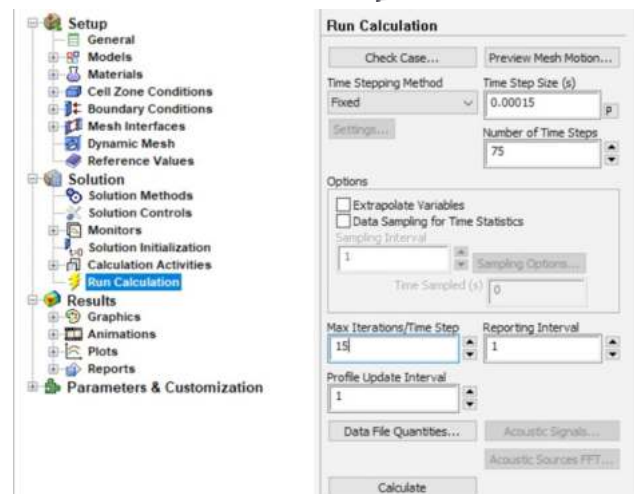 Setup
General
Models
Materials
Cell Zone Conditions
Boundary Conditions
Mesh Interfaces
Dynamic Mesh
Reference Values
Solution
Solution Methods
Solution Controls
Monitors
Solution Initialization
Calculation Activities
Run Calculation
Results
Graphics
Animations
Plots
Reports
Parameters & Customization
Run Calculation
Check Case... Preview Mesh Motion...
Time Stepping Method Time Step Size (s)
Fixed 0.00015 P
Settings... Number of Time Steps
75
Options
Extrapolate Variables
Data Sampling for Time Statistics
Sampling Interval
1 Sampling Options...
Time Sampled (s) 0
Max Iterations/Time Step Reporting Interval
15 1
Profile Update Interval
1
Data File Quantities... Acoustic Signals...
Acoustic Sources FFT...
Calculate